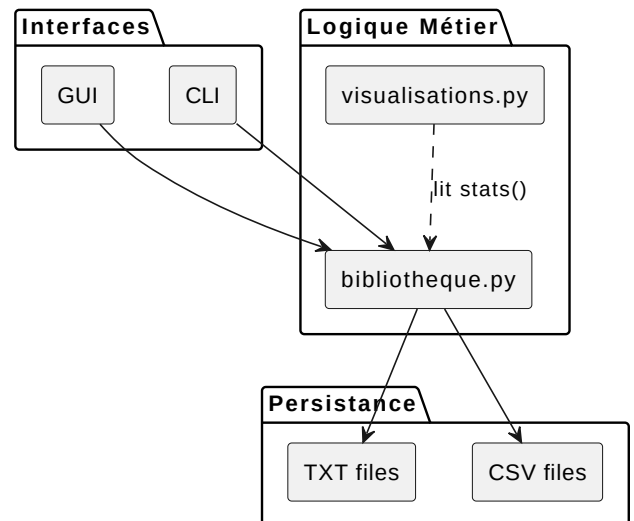 Interfaces
GUI
CLI
Logique Métier
visualisations.py
lit stats()
bibliotheque.py
Persistance
TXT files
CSV files